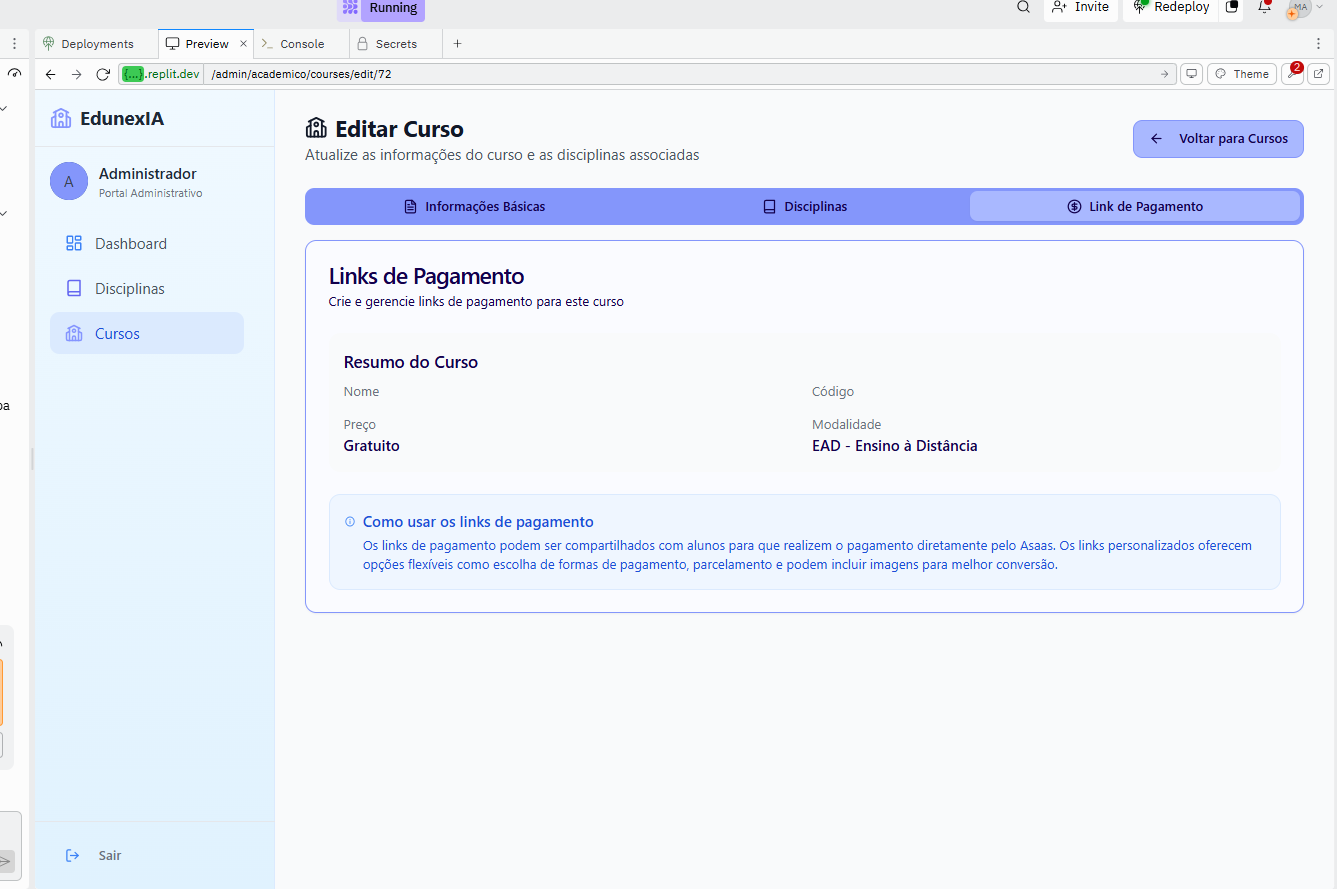 Running
Invite
Redeploy
MA
Deployments
Preview
Console
Secrets
{...}.replit.dev
/admin/academico/courses/edit/72
Theme
2
EdunexIA
A
Administrador
Portal Administrativo
Dashboard
Disciplinas
Cursos
Sair
Editar Curso
Atualize as informações do curso e as disciplinas associadas
Voltar para Cursos
Informações Básicas
Disciplinas
Link de Pagamento
Links de Pagamento
Crie e gerencie links de pagamento para este curso
Resumo do Curso
Nome
Código
Preço
Modalidade
Gratuito
EAD - Ensino à Distância
Como usar os links de pagamento
Os links de pagamento podem ser compartilhados com alunos para que realizem o pagamento diretamente pelo Asaas. Os links personalizados oferecem
opções flexíveis como escolha de formas de pagamento, parcelamento e podem incluir imagens para melhor conversão.